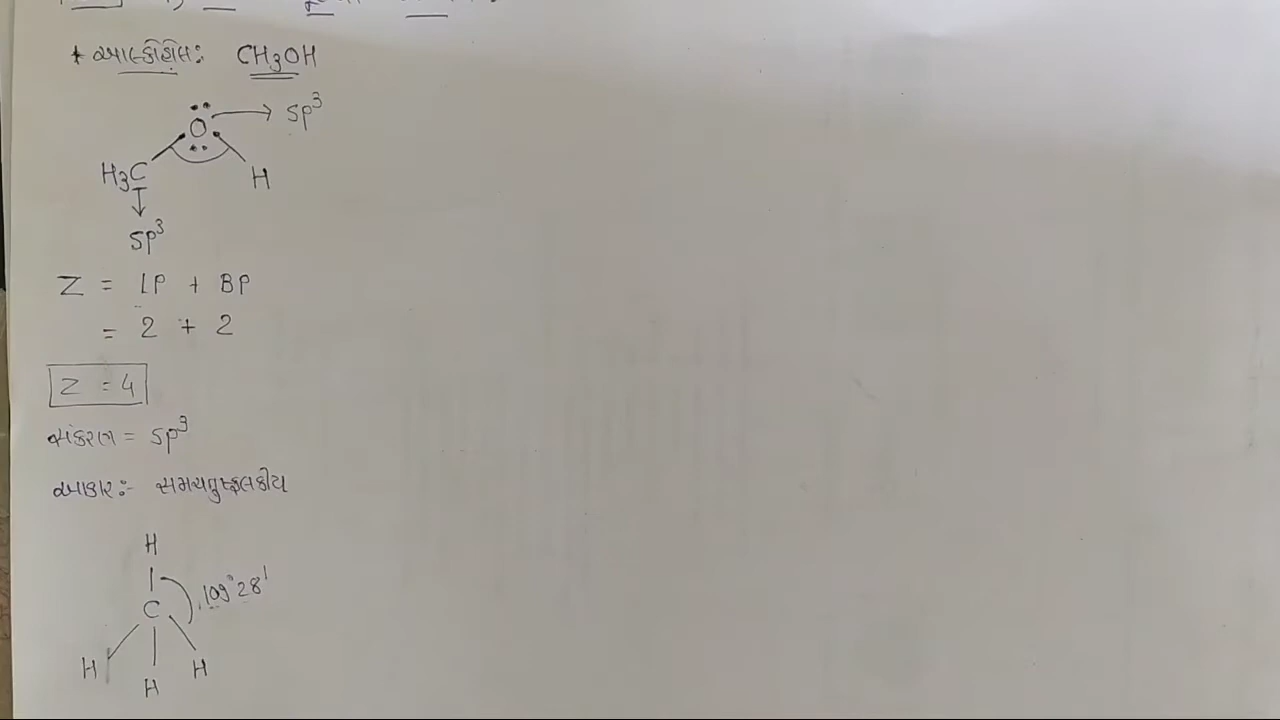 * આલ્કોહોલ: CH₃OH
O → sp³
H₃C H
sp³
Z = LP + BP
= 2 + 2
Z = 4
સંકરણ = sp³
આકાર:- સમચતુષ્ફલકીય
H
C 109°28'
H H
H